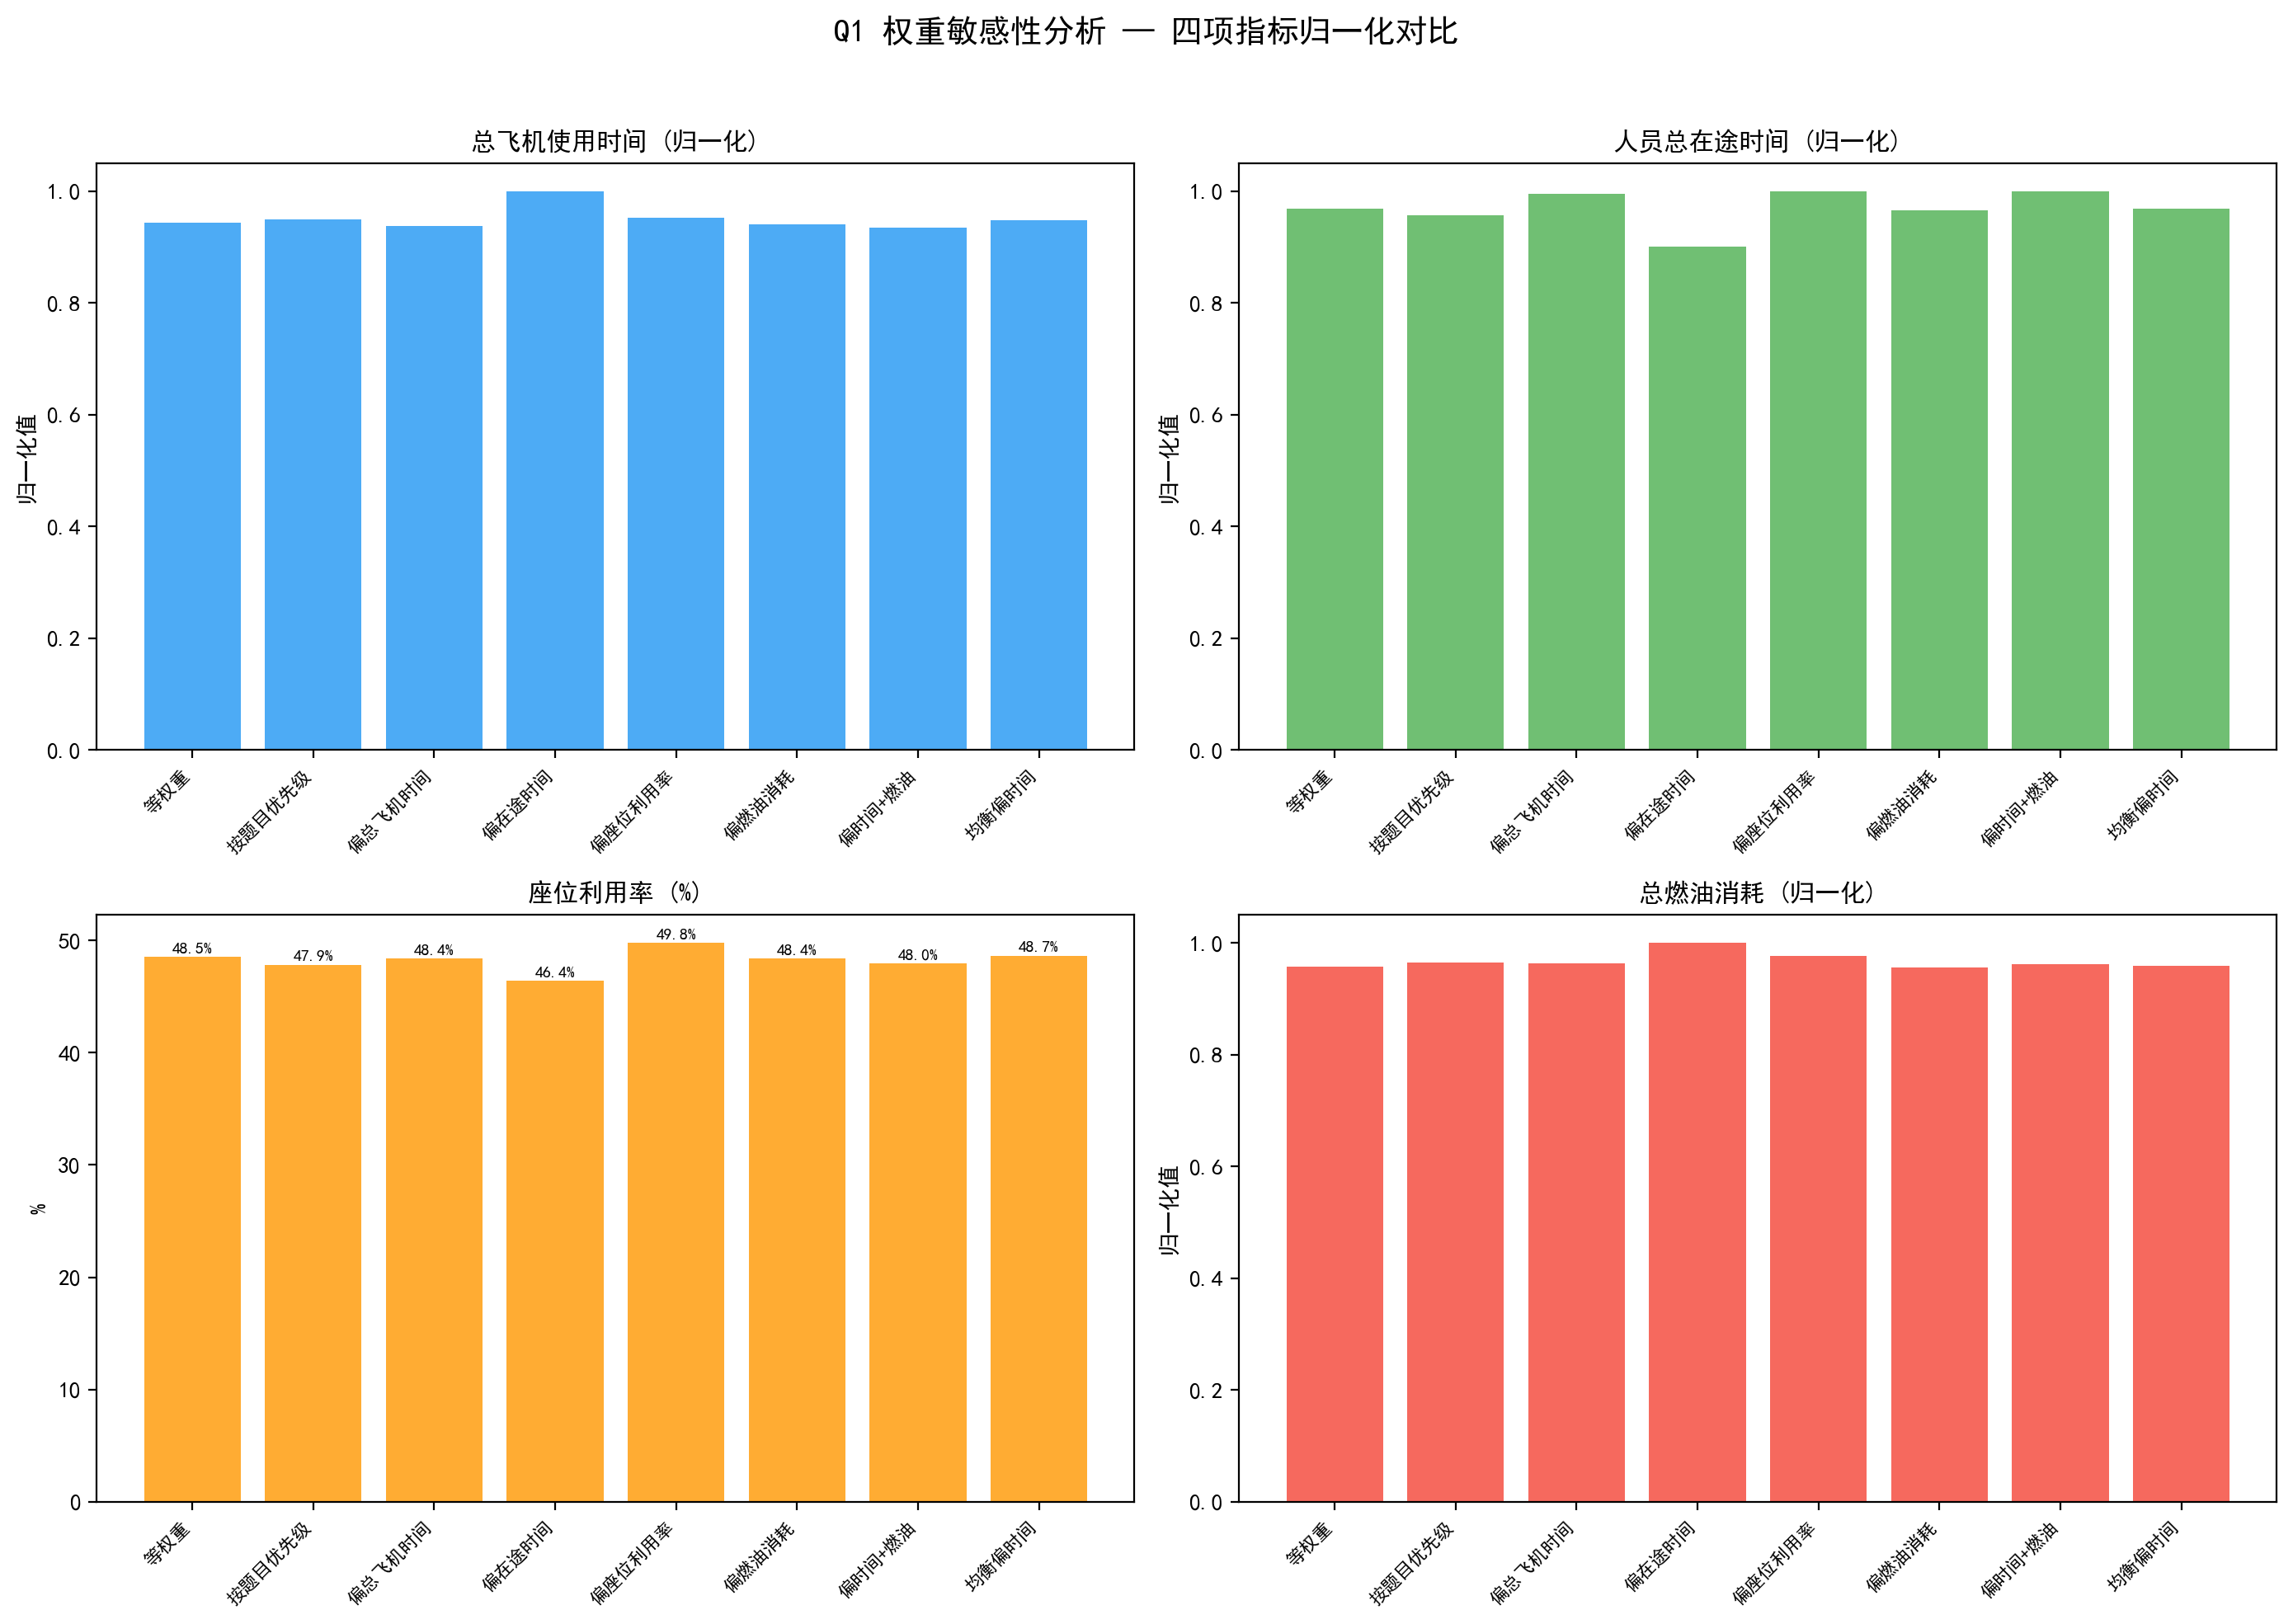 Q1 权重敏感性分析 — 四项指标归一化对比
总飞机使用时间 (归一化)
归一化值
1.0
0.8
0.6
0.4
0.2
0.0
等权重
按题目优先级
偏总飞机时间
偏在途时间
偏座位利用率
偏燃油消耗
偏时间+燃油
均衡偏时间
人员总在途时间 (归一化)
归一化值
1.0
0.8
0.6
0.4
0.2
0.0
等权重
按题目优先级
偏总飞机时间
偏在途时间
偏座位利用率
偏燃油消耗
偏时间+燃油
均衡偏时间
座位利用率 (%)
%
50
40
30
20
10
0
48.5%
47.9%
48.4%
46.4%
49.8%
48.4%
48.0%
48.7%
等权重
按题目优先级
偏总飞机时间
偏在途时间
偏座位利用率
偏燃油消耗
偏时间+燃油
均衡偏时间
总燃油消耗 (归一化)
归一化值
1.0
0.8
0.6
0.4
0.2
0.0
等权重
按题目优先级
偏总飞机时间
偏在途时间
偏座位利用率
偏燃油消耗
偏时间+燃油
均衡偏时间